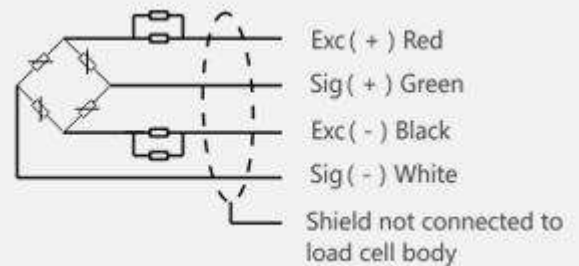 Exc( + ) Red
Sig( + ) Green
Exc( - ) Black
Sig( - ) White
Shield not connected to
load cell body